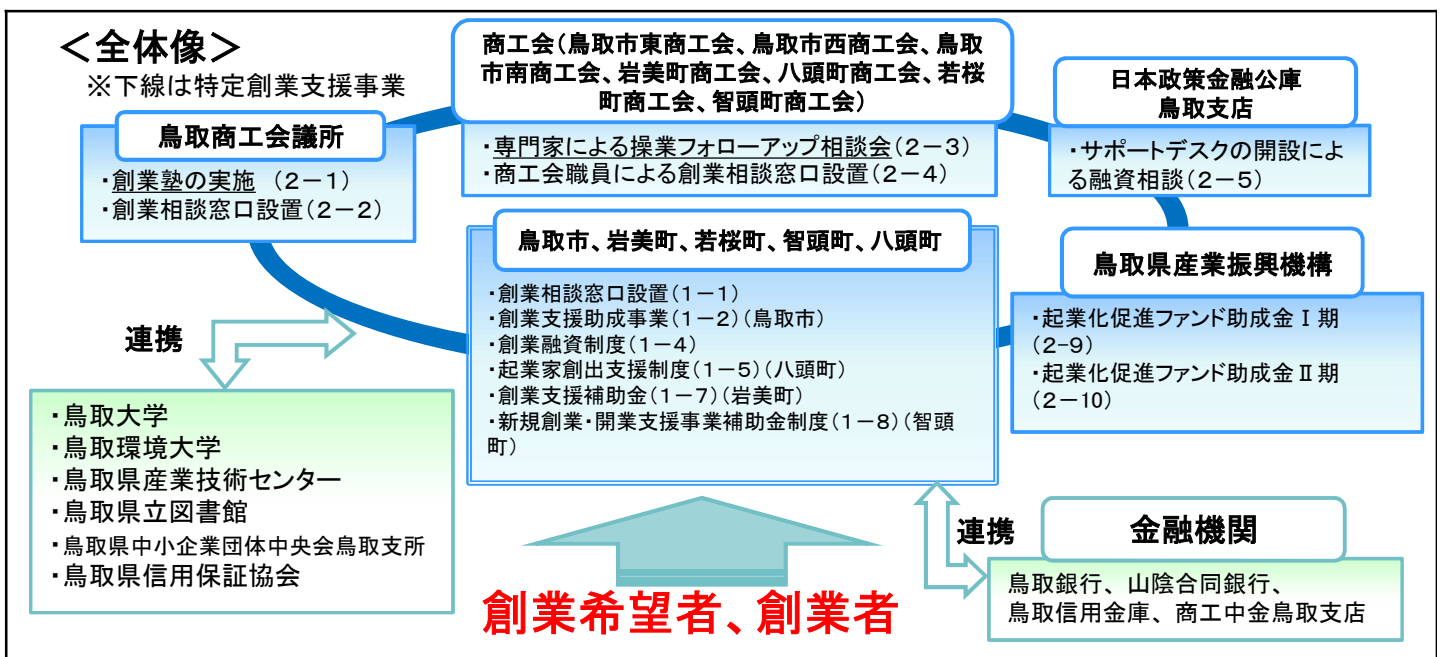 ＜全体像＞
※下線は特定創業支援事業
商工会（鳥取市東商工会、鳥取市西商工会、鳥取
市南商工会、岩美町商工会、八頭町商工会、若桜
町商工会、智頭町商工会）
・専門家による操業フォローアップ相談会（２－３）
・商工会職員による創業相談窓口設置（２－４）
日本政策金融公庫
鳥取支店
・サポートデスクの開設によ
る融資相談（２－５）
鳥取商工会議所
・創業塾の実施　（２－１）
・創業相談窓口設置（２－２）
鳥取市、岩美町、若桜町、智頭町、八頭町
・創業相談窓口設置（１－１）
・創業支援助成事業（１－２）（鳥取市）
・創業融資制度（１－４）
・起業家創出支援制度（１－５）（八頭町）
・創業支援補助金（１－７）（岩美町）
・新規創業・開業支援事業補助金制度（１－８）（智頭
町）
鳥取県産業振興機構
・起業化促進ファンド助成金Ⅰ期
（2-9）
・起業化促進ファンド助成金Ⅱ期
（２－10）
連携
・鳥取大学
・鳥取環境大学
・鳥取県産業技術センター
・鳥取県立図書館
・鳥取県中小企業団体中央会鳥取支所
・鳥取県信用保証協会
創業希望者、創業者
連携
金融機関
鳥取銀行、山陰合同銀行、
鳥取信用金庫、商工中金鳥取支店